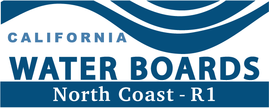 CALIFORNIA
WATER BOARDS
North Coast - R1